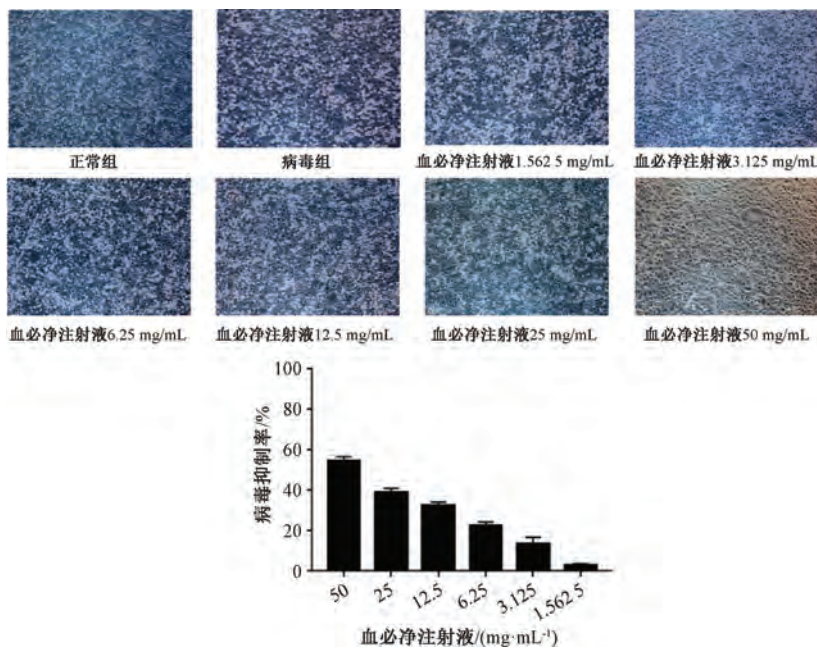 正常组
病毒组
血必净注射液1.562 5 mg/mL
血必净注射液3.125 mg/mL
血必净注射液6.25 mg/mL
血必净注射液12.5 mg/mL
血必净注射液25 mg/mL
血必净注射液50 mg/mL
病毒抑制率/%
100
80
60
40
20
0
50
25
12.5
6.25
3.125
1.562 5
血必净注射液/(mg·mL⁻¹)